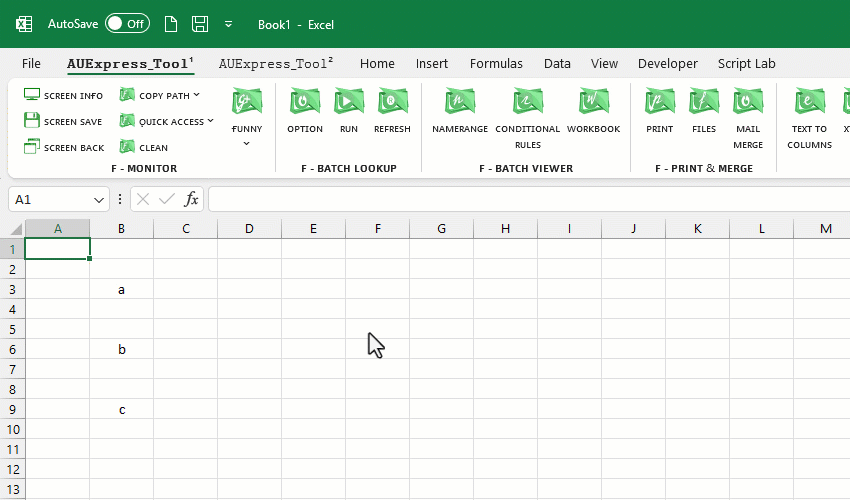 AutoSave Off Book1 - Excel
File AUExpress_Tool¹ AUExpress_Tool² Home Insert Formulas Data View Developer Script Lab
SCREEN INFO COPY PATH
SCREEN SAVE QUICK ACCESS
SCREEN BACK CLEAN
FUNNY OPTION RUN REFRESH NAMERANGE CONDITIONAL RULES WORKBOOK PRINT FILES MAIL MERGE TEXT TO COLUMNS
F - MONITOR F - BATCH LOOKUP F - BATCH VIEWER F - PRINT & MERGE
A1 fx
A B C D E F G H I J K L M
1
2
3 a
4
5
6 b
7
8
9 c
10
11
12
13